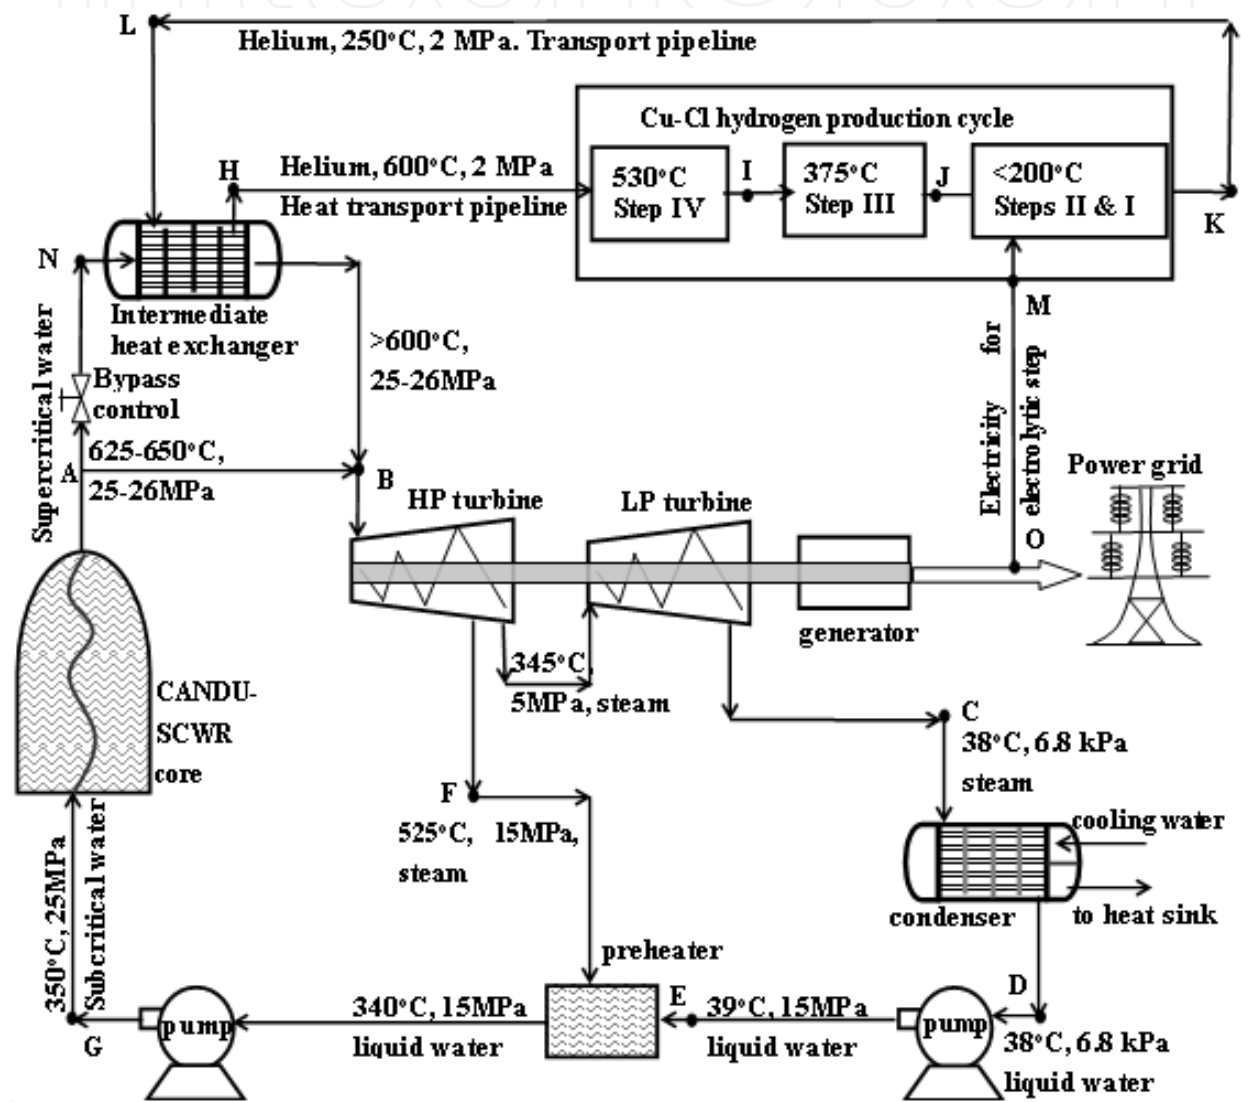 L
Helium, 250°C, 2 MPa. Transport pipeline
Cu-Cl hydrogen production cycle
H
Helium, 600°C, 2 MPa
Heat transport pipeline
530°C
Step IV
I
375°C
Step III
J
<200°C
Steps II & I
K
N
Intermediate
heat exchanger
M
Supercritical water
Bypass
control
>600°C,
25-26MPa
Electricity for
electrolytic step
A
625-650°C,
25-26MPa
B
HP turbine
LP turbine
Power grid
O
generator
345°C,
5MPa, steam
CANDU-
SCWR
core
C
38°C, 6.8 kPa
steam
F
525°C, 15MPa,
steam
cooling water
condenser
to heat sink
350°C, 25MPa
Subcritical water
preheater
G
pump
340°C, 15MPa
liquid water
E
39°C, 15MPa
liquid water
pump
D
38°C, 6.8 kPa
liquid water